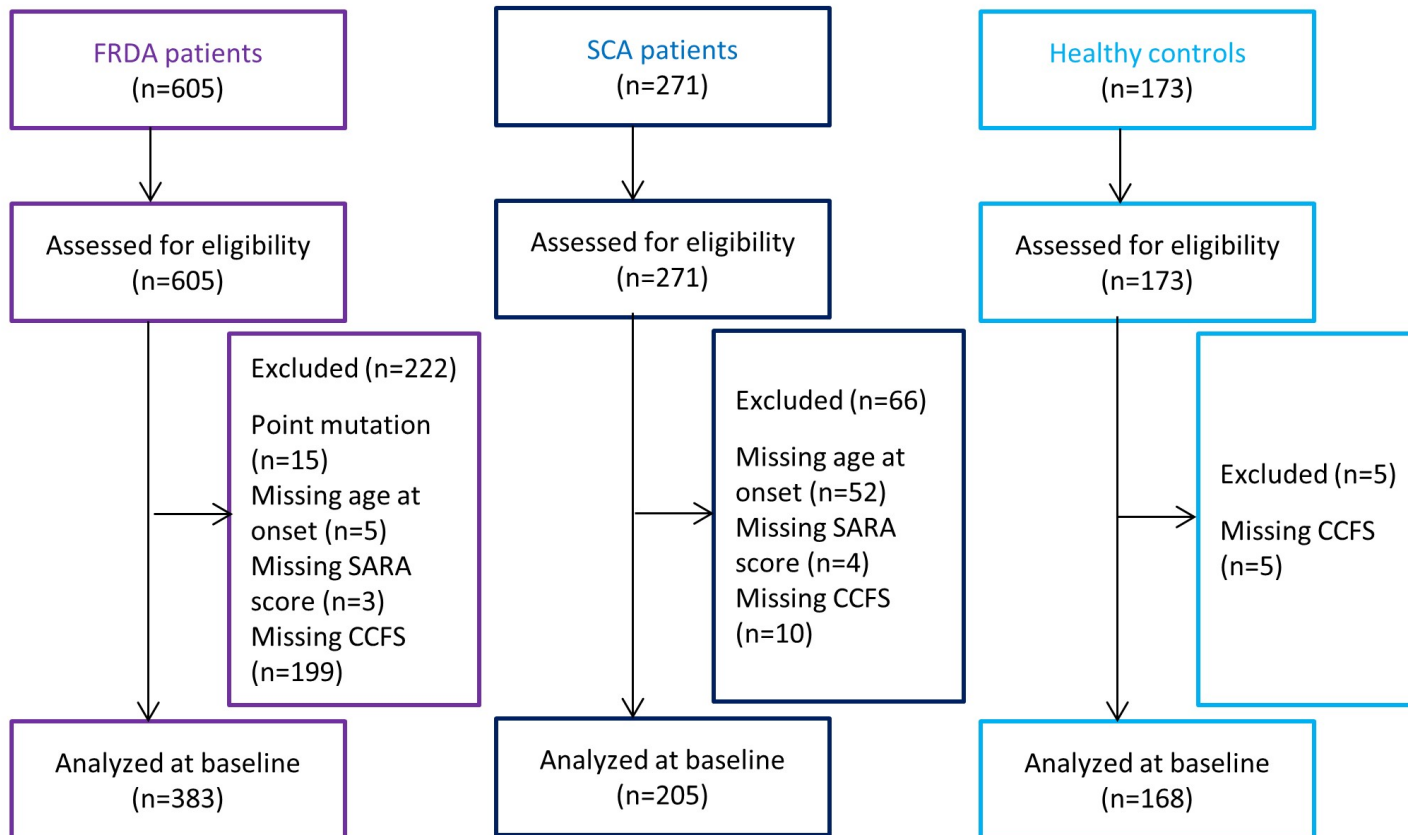 FRDA patients
(n=605)
SCA patients
(n=271)
Healthy controls
(n=173)
Assessed for eligibility
(n=605)
Assessed for eligibility
(n=271)
Assessed for eligibility
(n=173)
Excluded (n=222)
Point mutation
(n=15)
Missing age at
onset (n=5)
Missing SARA
score (n=3)
Missing CCFS
(n=199)
Excluded (n=66)
Missing age at
onset (n=52)
Missing SARA
score (n=4)
Missing CCFS
(n=10)
Excluded (n=5)
Missing CCFS
(n=5)
Analyzed at baseline
(n=383)
Analyzed at baseline
(n=205)
Analyzed at baseline
(n=168)